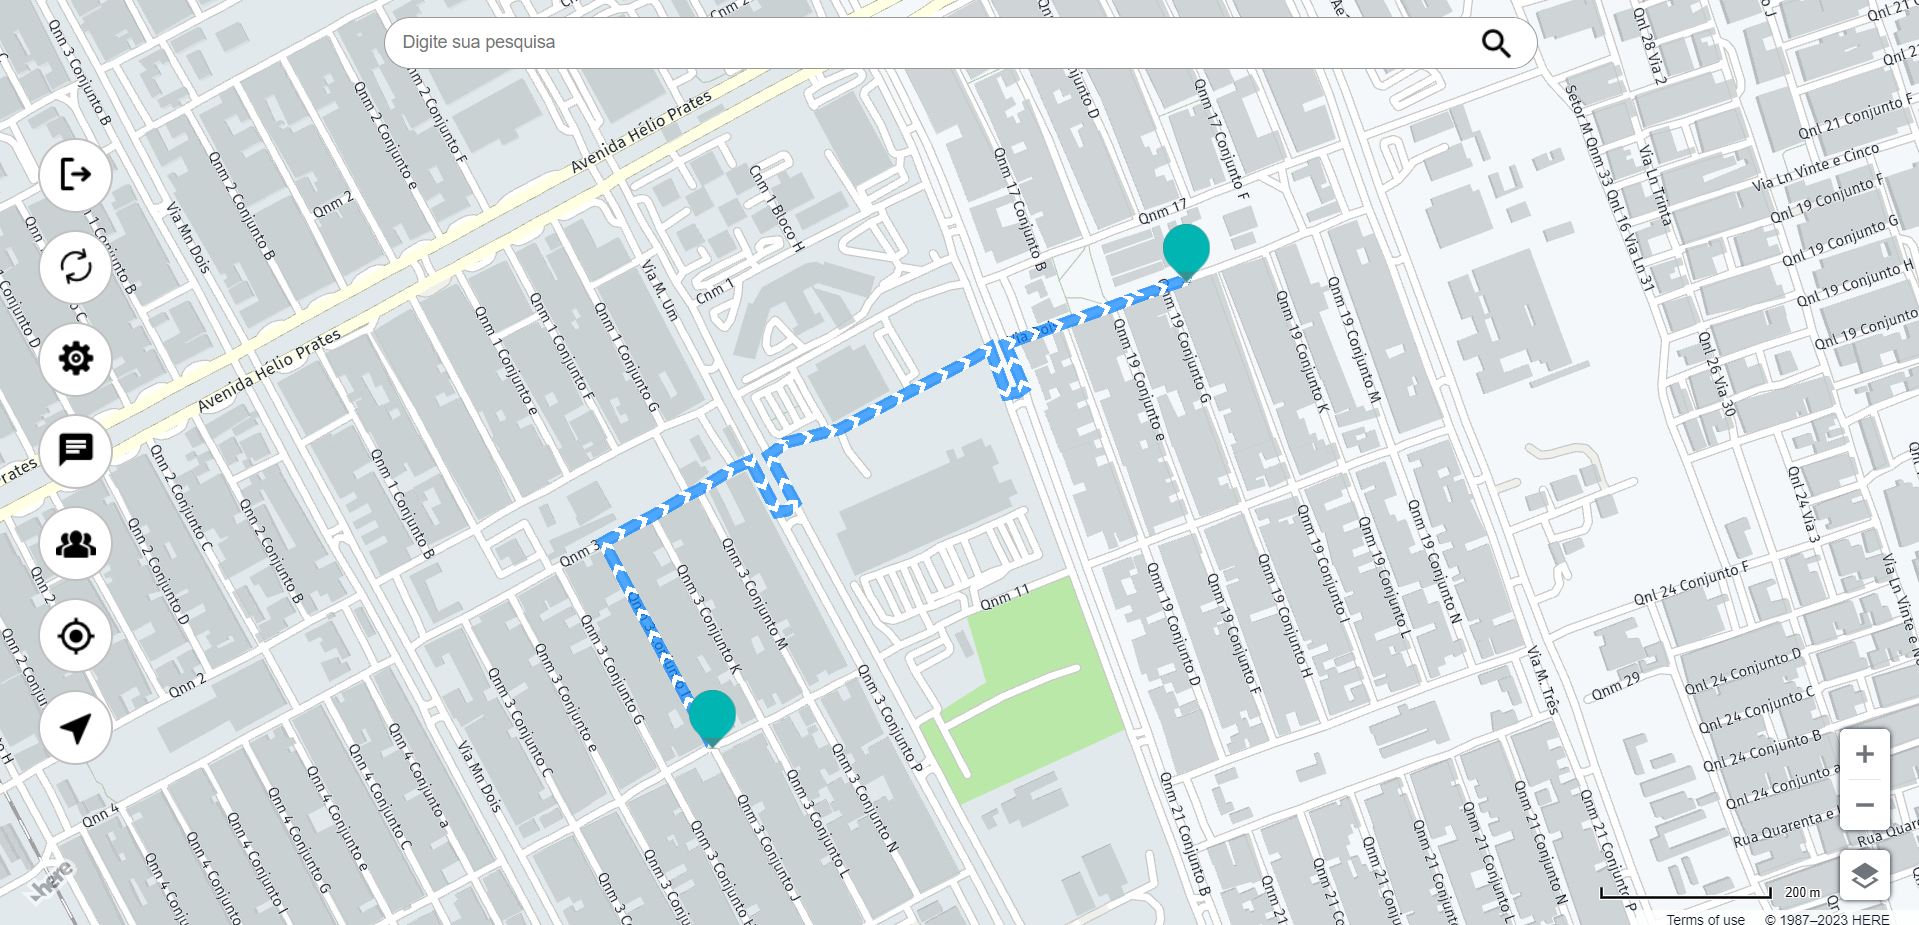 Digite sua pesquisa
Qnn 3 Conjunto B
Qnm 2 Conjunto F
Qnm 2 Conjunto e
Qnm 2 Conjunto B
Qnm 2
Via Mn Dois
Avenida Hélio Prates
Cnm 1 Bloco H
Cnm 1
Via M. Um
Qnm 17 Conjunto B
Qnm 17 Conjunto F
Qnm 17
Setor M Qnm 33 Qnl 16 Via Ln 31
Qnl 28 Via 2
Via Ln Trinta
Qnl 21 Conjunto F
Via Ln Vinte e Cinco
Qnl 19 Conjunto F
Qnl 19 Conjunto G
Qnl 19 Conjunto H
Qnl 19 Conjunto
Qnl 26 Via 30
Avenida Hélio Prates
Qnm 1 Conjunto e
Qnm 1 Conjunto F
Qnm 1 Conjunto G
Qnm 1 Conjunto B
Qnm 19 Conjunto e
Qnm 19 Conjunto G
Qnm 19 Conjunto K
Qnm 19 Conjunto M
Prates
Qnn 2 Conjunto C
Qnn 2 Conjunto B
Qnn 2 Conjunto D
Qnn 2
Qnn 2
Qnm 3
Qnm 3 Conjunto M
Qnm 3 Conjunto K
Qnm 3 Conjunto G
Qnm 3 Conjunto e
Qnm 3 Conjunto C
Qnm 3 Conjunto P
Qnm 11
Qnm 19 Conjunto D
Qnm 19 Conjunto F
Qnm 19 Conjunto H
Qnm 19 Conjunto I
Qnm 19 Conjunto L
Qnm 19 Conjunto N
Qnl 24 Via 3
Qnl 24 Conjunto F
Qnl 24 Conjunto D
Qnl 24 Conjunto C
Qnl 24 Conjunto B
Qnl 24 Conjunto a
Via M. Três
Qnm 29
Via Mn Dois
Qnn 4
Qnn 4 Conjunto a
Qnn 4 Conjunto C
Qnn 4 Conjunto e
Qnn 4 Conjunto G
Qnn 4 Conjunto I
Qnm 3 Conjunto N
Qnm 3 Conjunto L
Qnm 3 Conjunto J
Qnm 3 Conjunto H
Qnm 21 Conjunto B
Qnm 21 Conjunto N
Qnm 21 Conjunto P
Rua Quarenta e
here
200 m
Terms of use
© 1987–2023 HERE